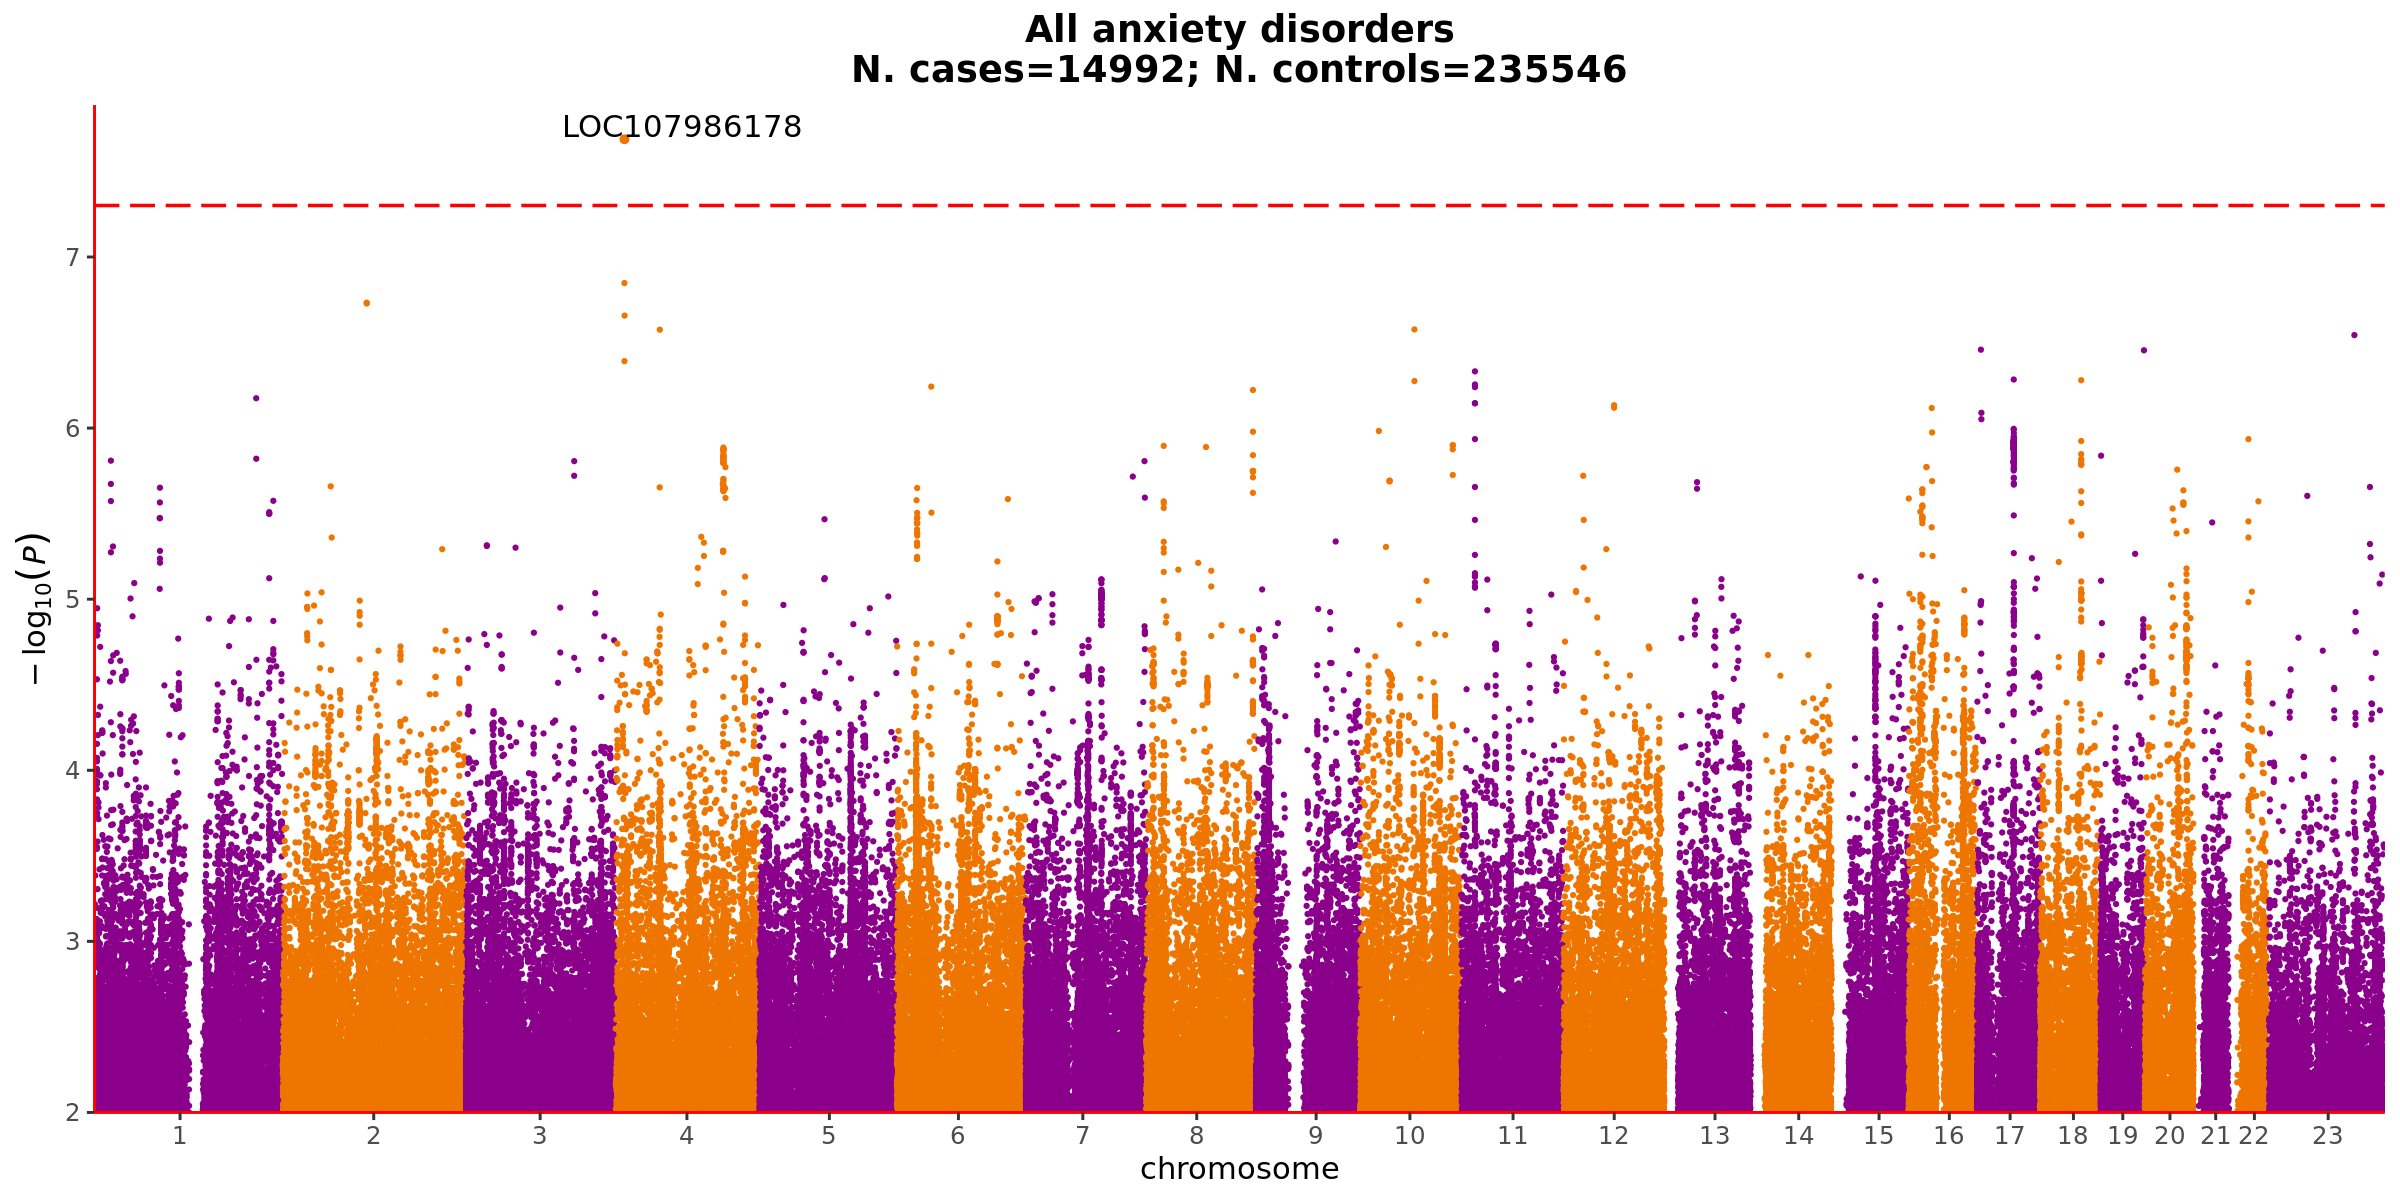 All anxiety disorders
N. cases=14992; N. controls=235546
LOC107986178
7
6
5
4
3
2
− log10(P)
1 2 3 4 5 6 7 8 9 10 11 12 13 14 15 16 17 18 19 20 21 22 23
chromosome